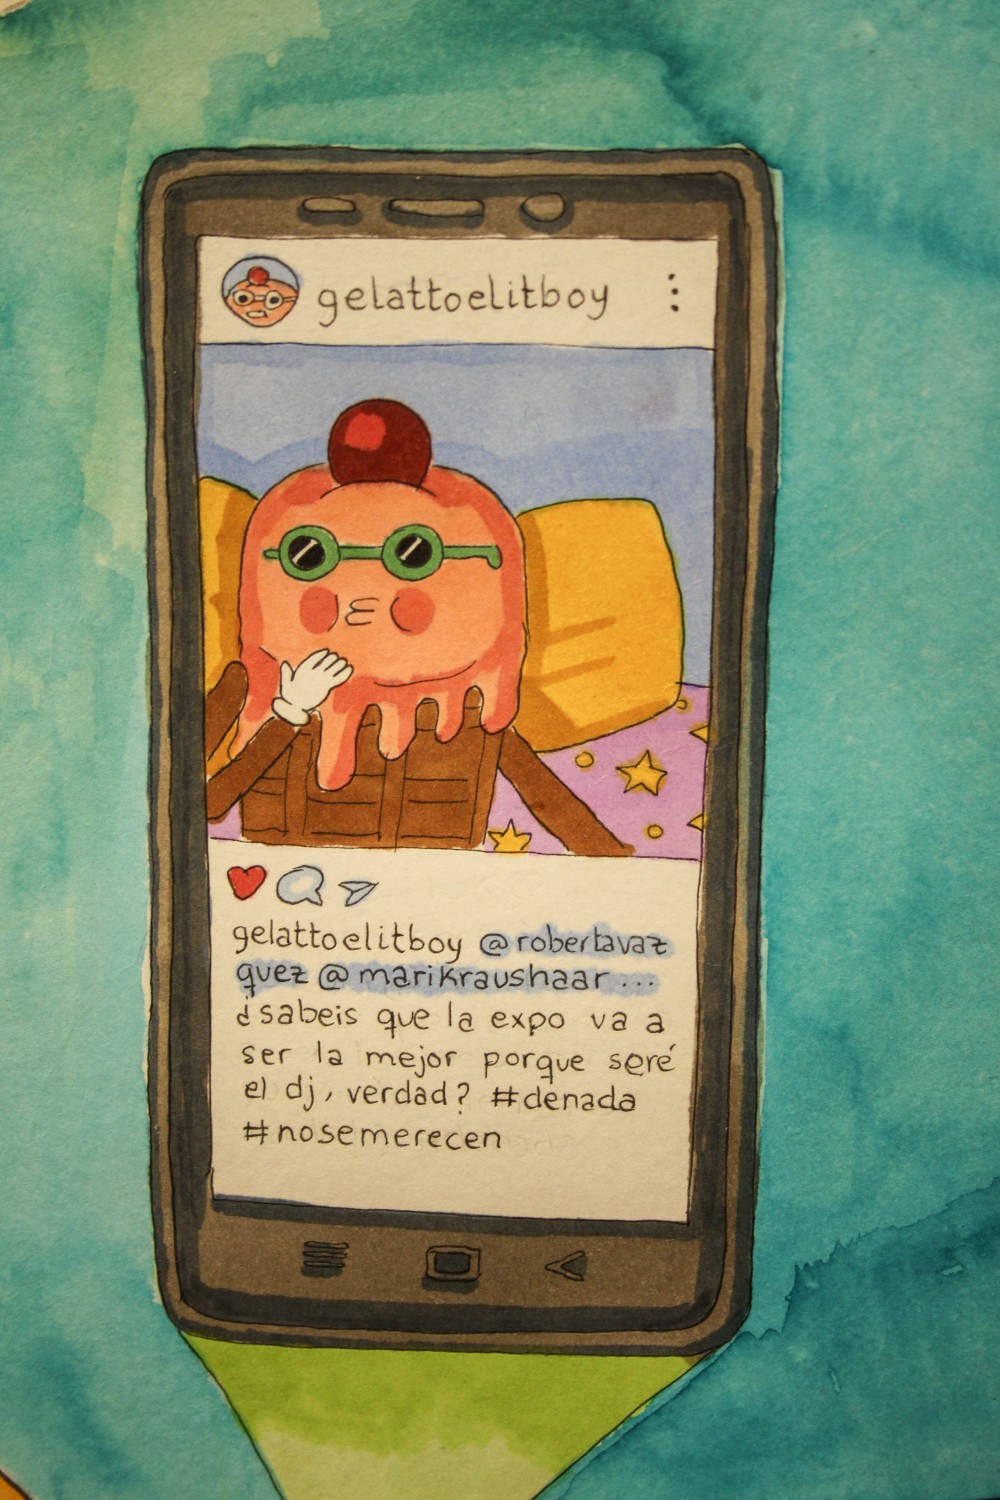 gelattoelitboy
gelattoelitboy @robertavaz
quez @marikraushaar...
¿sabeis que la expo va a
ser la mejor porque seré
el dj, verdad? #denada
#nosemerecen